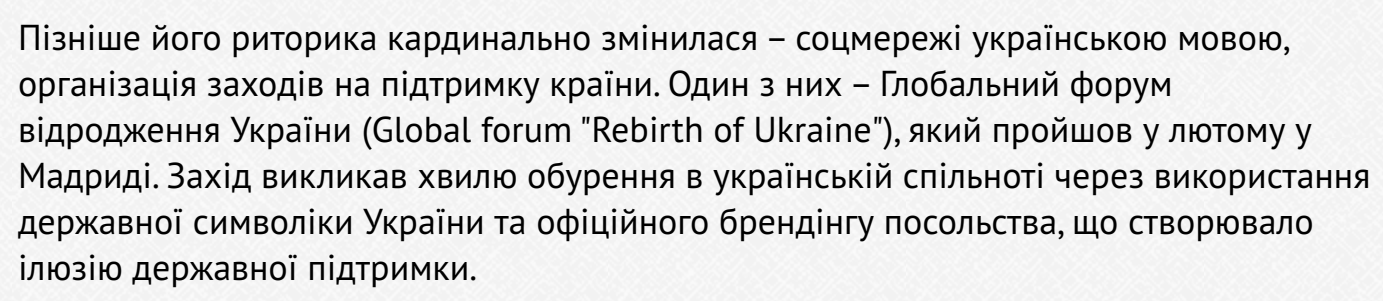 Пізніше його риторика кардинально змінилася – соцмережі українською мовою,
організація заходів на підтримку країни. Один з них – Глобальний форум
відродження України (Global forum "Rebirth of Ukraine"), який пройшов у лютому у
Мадриді. Захід викликав хвилю обурення в українській спільноті через використання
державної символіки України та офіційного брендінгу посольства, що створювало
ілюзію державної підтримки.